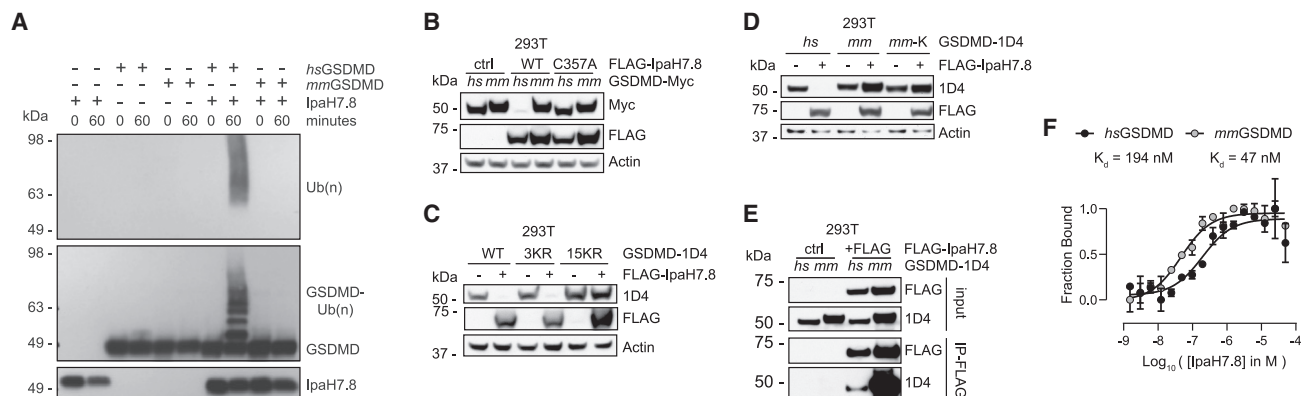 A
- - + + - - + + - - hsGSDMD
- - - - + + - - + + mmGSDMD
+ + - - - - + + + + IpaH7.8
0 60 0 60 0 60 0 60 0 60 minutes
kDa
98 -
63 -
49 -
Ub(n)
98 -
63 -
49 -
GSDMD-
Ub(n)
GSDMD
49 -
IpaH7.8
B
293T
ctrl WT C357A FLAG-IpaH7.8
kDa hs mm hs mm hs mm GSDMD-Myc
50 - Myc
75 - FLAG
37 - Actin
C
293T
WT 3KR 15KR GSDMD-1D4
kDa - + - + - + FLAG-IpaH7.8
50 - 1D4
75 - FLAG
37 - Actin
D
293T
hs mm mm-K GSDMD-1D4
kDa - + - + - + FLAG-IpaH7.8
50 - 1D4
75 - FLAG
37 - Actin
E
293T
ctrl +FLAG FLAG-IpaH7.8
kDa hs mm hs mm GSDMD-1D4
75 - FLAG
50 - 1D4
input
75 - FLAG
50 - 1D4
IP-FLAG
F
hsGSDMD mmGSDMD
Kd = 194 nM Kd = 47 nM
Fraction Bound
1.0
0.5
0.0
-9 -8 -7 -6 -5 -4
Log10 ( [IpaH7.8] in M )